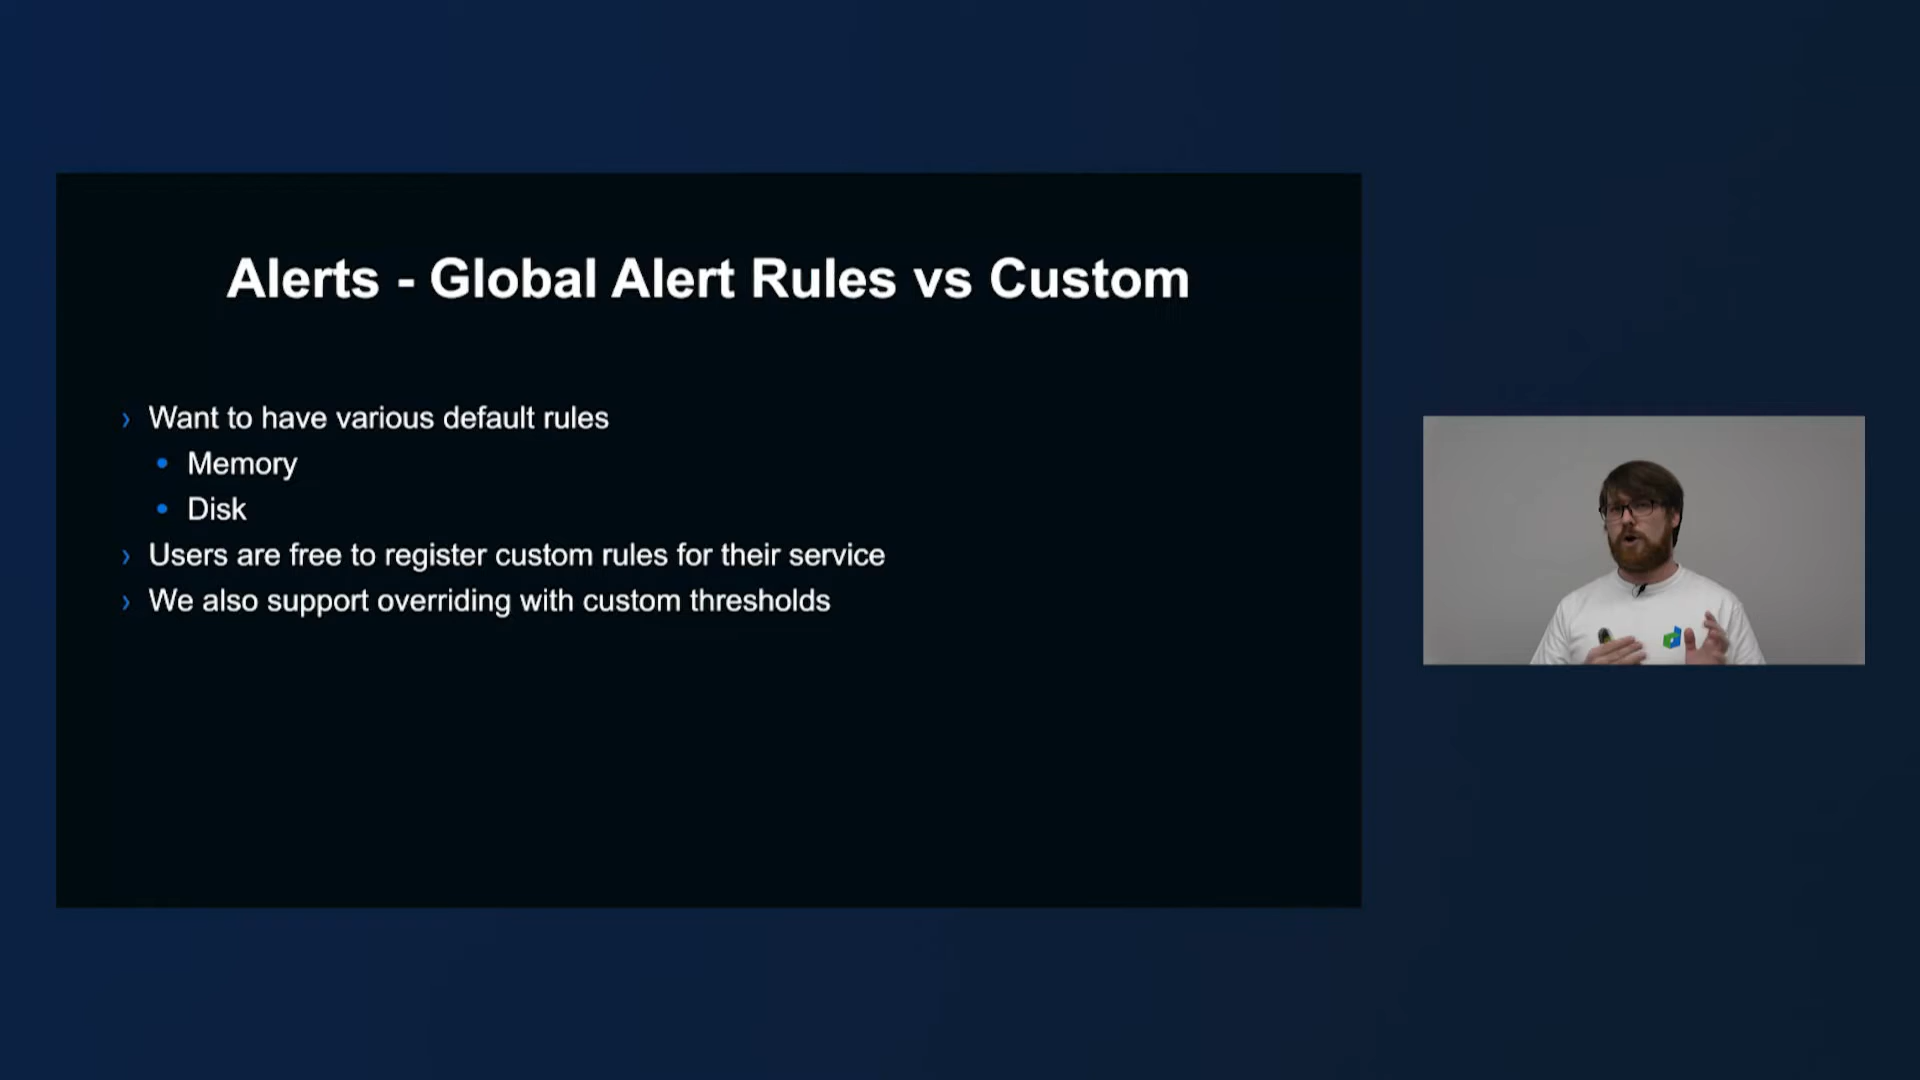 Alerts - Global Alert Rules vs Custom
› Want to have various default rules
• Memory
• Disk
› Users are free to register custom rules for their service
› We also support overriding with custom thresholds